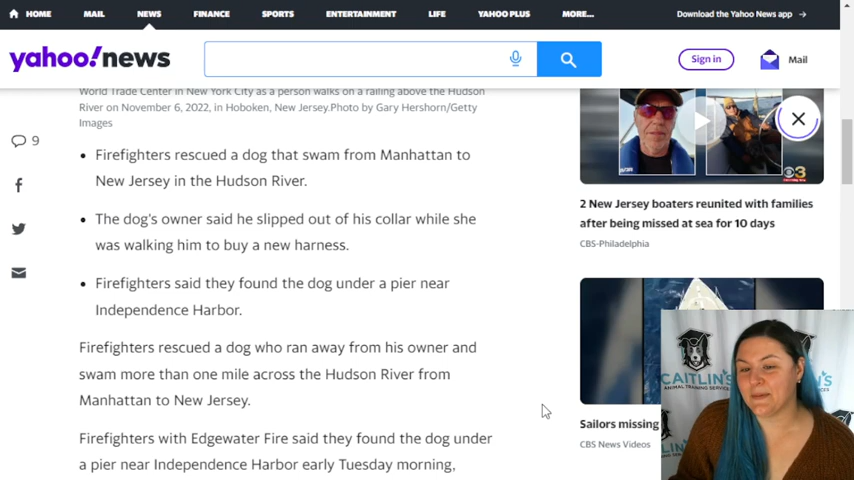 HOME MAIL NEWS FINANCE SPORTS ENTERTAINMENT LIFE YAHOO PLUS MORE... Download the Yahoo News app →
yahoo!news Sign in Mail
World Trade Center in New York City as a person walks on a railing above the Hudson
River on November 6, 2022, in Hoboken, New Jersey.Photo by Gary Hershorn/Getty
Images
9
• Firefighters rescued a dog that swam from Manhattan to
New Jersey in the Hudson River.
• The dog's owner said he slipped out of his collar while she
was walking him to buy a new harness.
• Firefighters said they found the dog under a pier near
Independence Harbor.
Firefighters rescued a dog who ran away from his owner and
swam more than one mile across the Hudson River from
Manhattan to New Jersey.
Firefighters with Edgewater Fire said they found the dog under
a pier near Independence Harbor early Tuesday morning,
CBS 3
2 New Jersey boaters reunited with families
after being missed at sea for 10 days
CBS-Philadelphia
Sailors missing
CBS News Videos
CAITLIN'S
ANIMAL TRAINING SERVICES